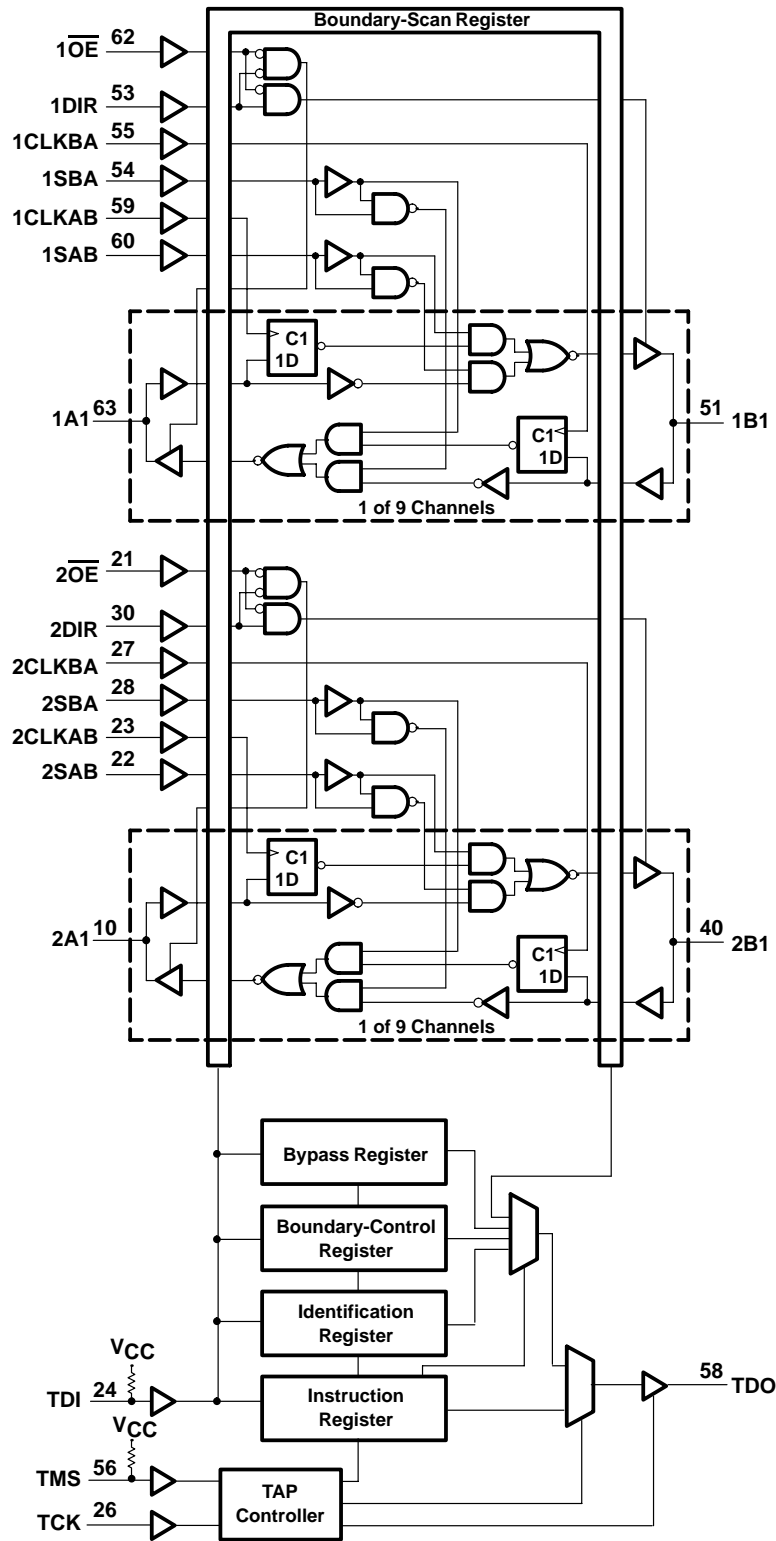 Boundary-Scan Register
1OE 62
1DIR 53
1CLKBA 55
1SBA 54
1CLKAB 59
1SAB 60
C1
1D
1A1 63
51 1B1
C1
1D
1 of 9 Channels
2OE 21
2DIR 30
2CLKBA 27
2SBA 28
2CLKAB 23
2SAB 22
C1
1D
2A1 10
40 2B1
C1
1D
1 of 9 Channels
Bypass Register
Boundary-Control
Register
Identification
Register
VCC
TDI 24
Instruction
Register
58 TDO
VCC
TMS 56
TAP
Controller
TCK 26